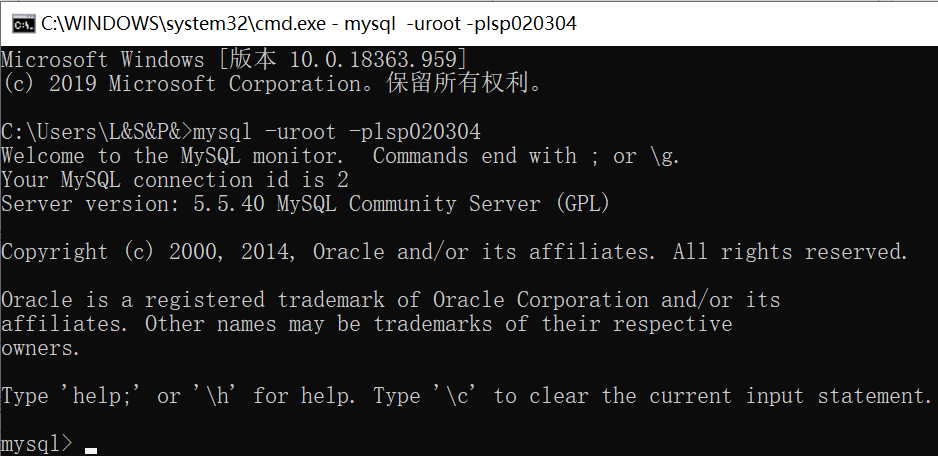 C:\WINDOWS\system32\cmd.exe - mysql  -uroot -plsp020304
Microsoft Windows [版本 10.0.18363.959]
(c) 2019 Microsoft Corporation。保留所有权利。
C:\Users\L&S&P&>mysql -uroot -plsp020304
Welcome to the MySQL monitor.  Commands end with ; or \g.
Your MySQL connection id is 2
Server version: 5.5.40 MySQL Community Server (GPL)
Copyright (c) 2000, 2014, Oracle and/or its affiliates. All rights reserved.
Oracle is a registered trademark of Oracle Corporation and/or its
affiliates. Other names may be trademarks of their respective
owners.
Type 'help;' or '\h' for help. Type '\c' to clear the current input statement.
mysql>